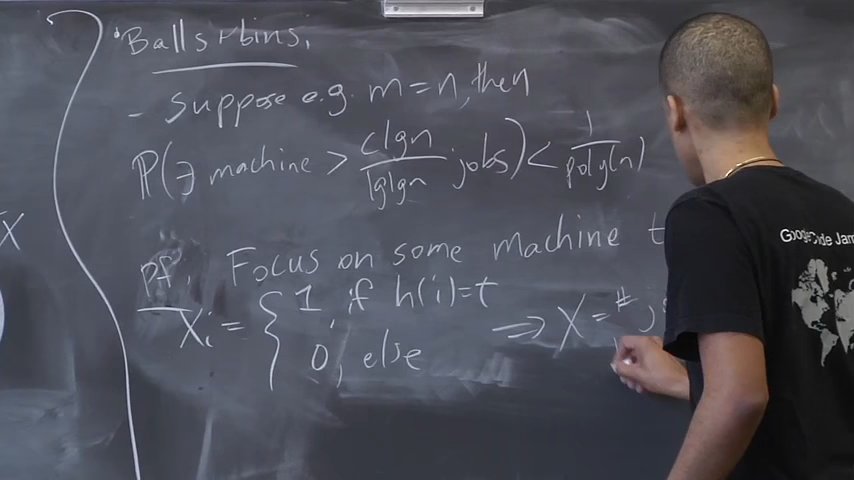 Balls + bins.
- Suppose e.g. m = n, then
P(∃ machine > c lgn / lglgn jobs) < 1 / poly(n)
pf. Focus on some machine t
Xi = { 1, if h(i)=t
0, else
⇒ X = #
Google Code Jam
X